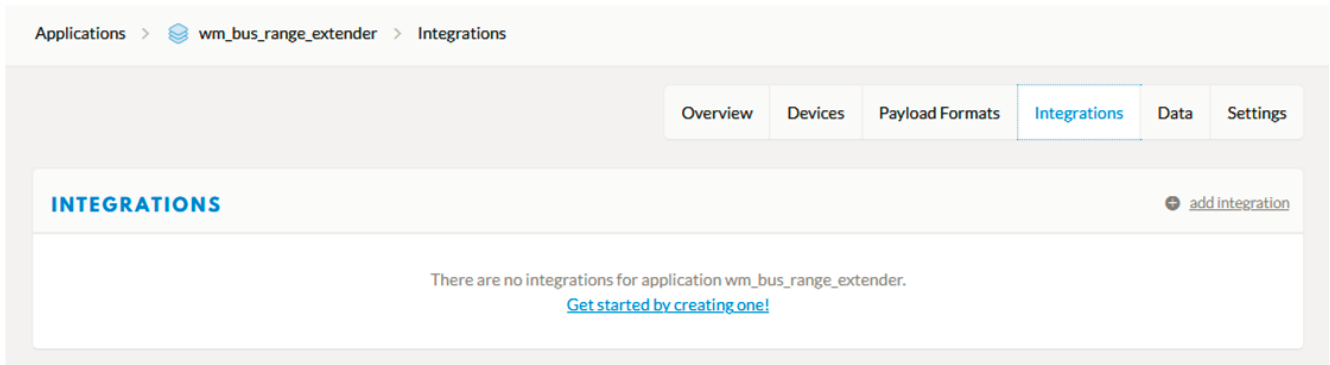 Applications > wm_bus_range_extender > Integrations
Overview Devices Payload Formats Integrations Data Settings
INTEGRATIONS
add integration
There are no integrations for application wm_bus_range_extender.
Get started by creating one!